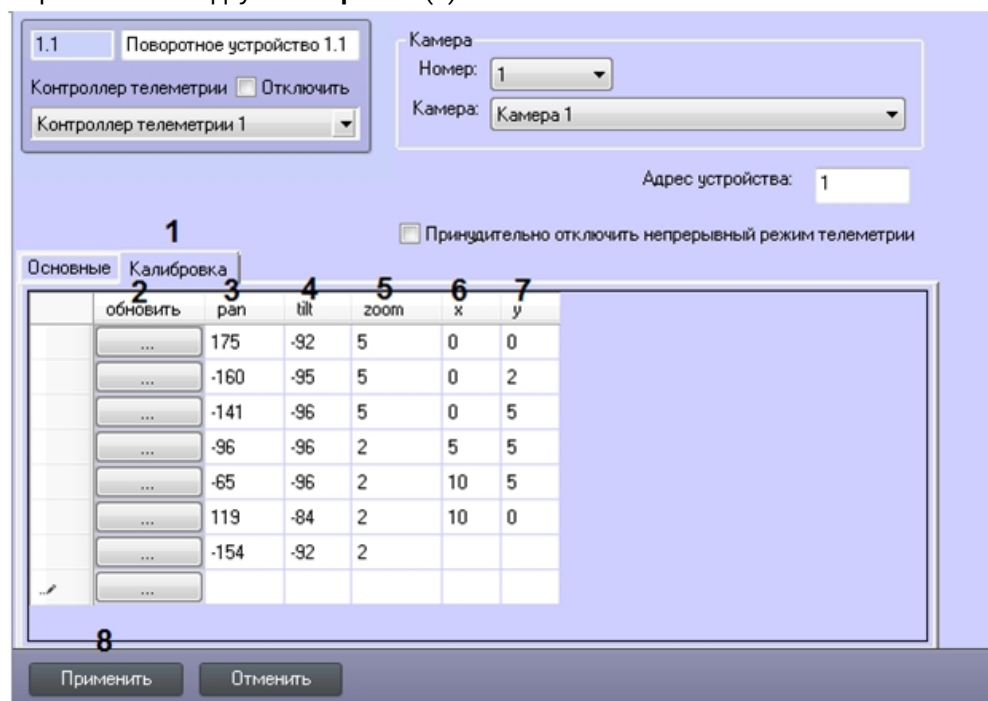 1.1 Поворотное устройство 1.1
Контроллер телеметрии Отключить
Контроллер телеметрии 1
Камера
Номер: 1
Камера: Камера 1
Адрес устройства: 1
Принудительно отключить непрерывный режим телеметрии
1
Основные Калибровка
2 3 4 5 6 7
обновить pan tilt zoom x y
... 175 -92 5 0 0
... -160 -95 5 0 2
... -141 -96 5 0 5
... -96 -96 2 5 5
... -65 -96 2 10 5
... 119 -84 2 10 0
... -154 -92 2
...
8
Применить Отменить